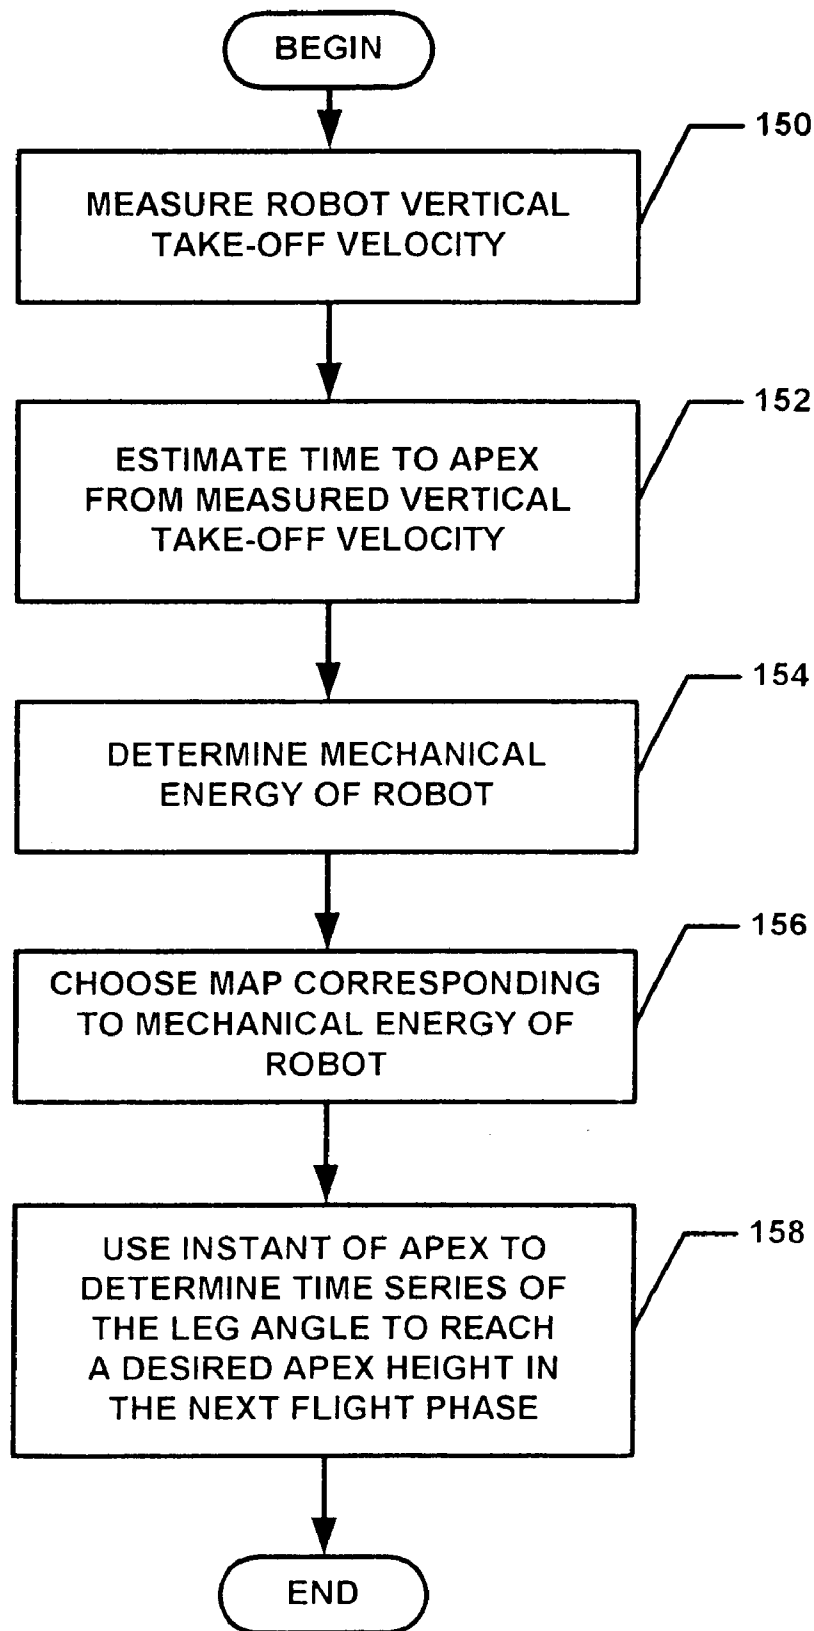 BEGIN
150
MEASURE ROBOT VERTICAL
TAKE-OFF VELOCITY
152
ESTIMATE TIME TO APEX
FROM MEASURED VERTICAL
TAKE-OFF VELOCITY
154
DETERMINE MECHANICAL
ENERGY OF ROBOT
156
CHOOSE MAP CORRESPONDING
TO MECHANICAL ENERGY OF
ROBOT
158
USE INSTANT OF APEX TO
DETERMINE TIME SERIES OF
THE LEG ANGLE TO REACH
A DESIRED APEX HEIGHT IN
THE NEXT FLIGHT PHASE
END